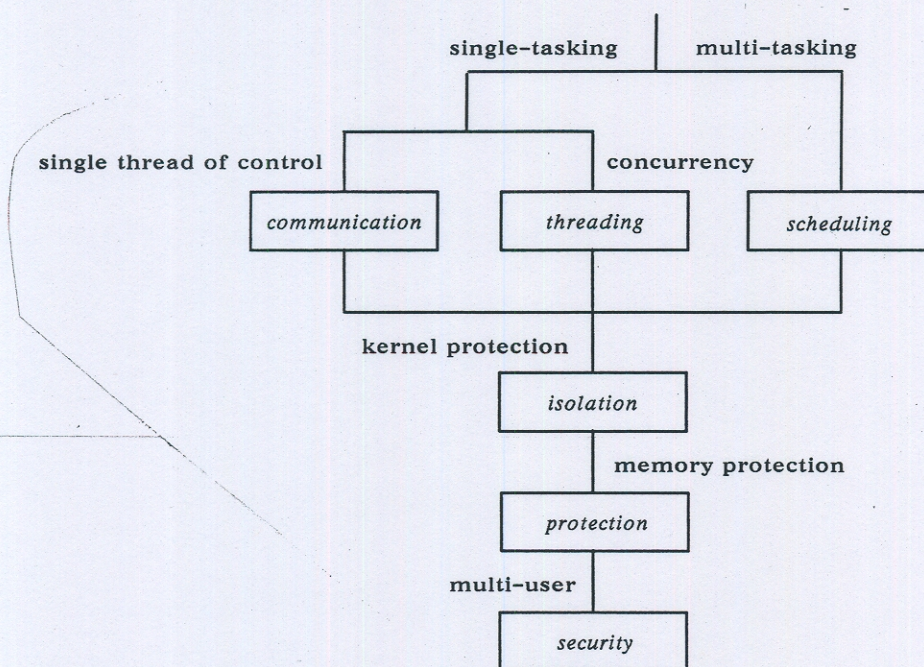 single-tasking
multi-tasking
single thread of control
concurrency
communication
threading
scheduling
kernel protection
isolation
memory protection
protection
multi-user
security